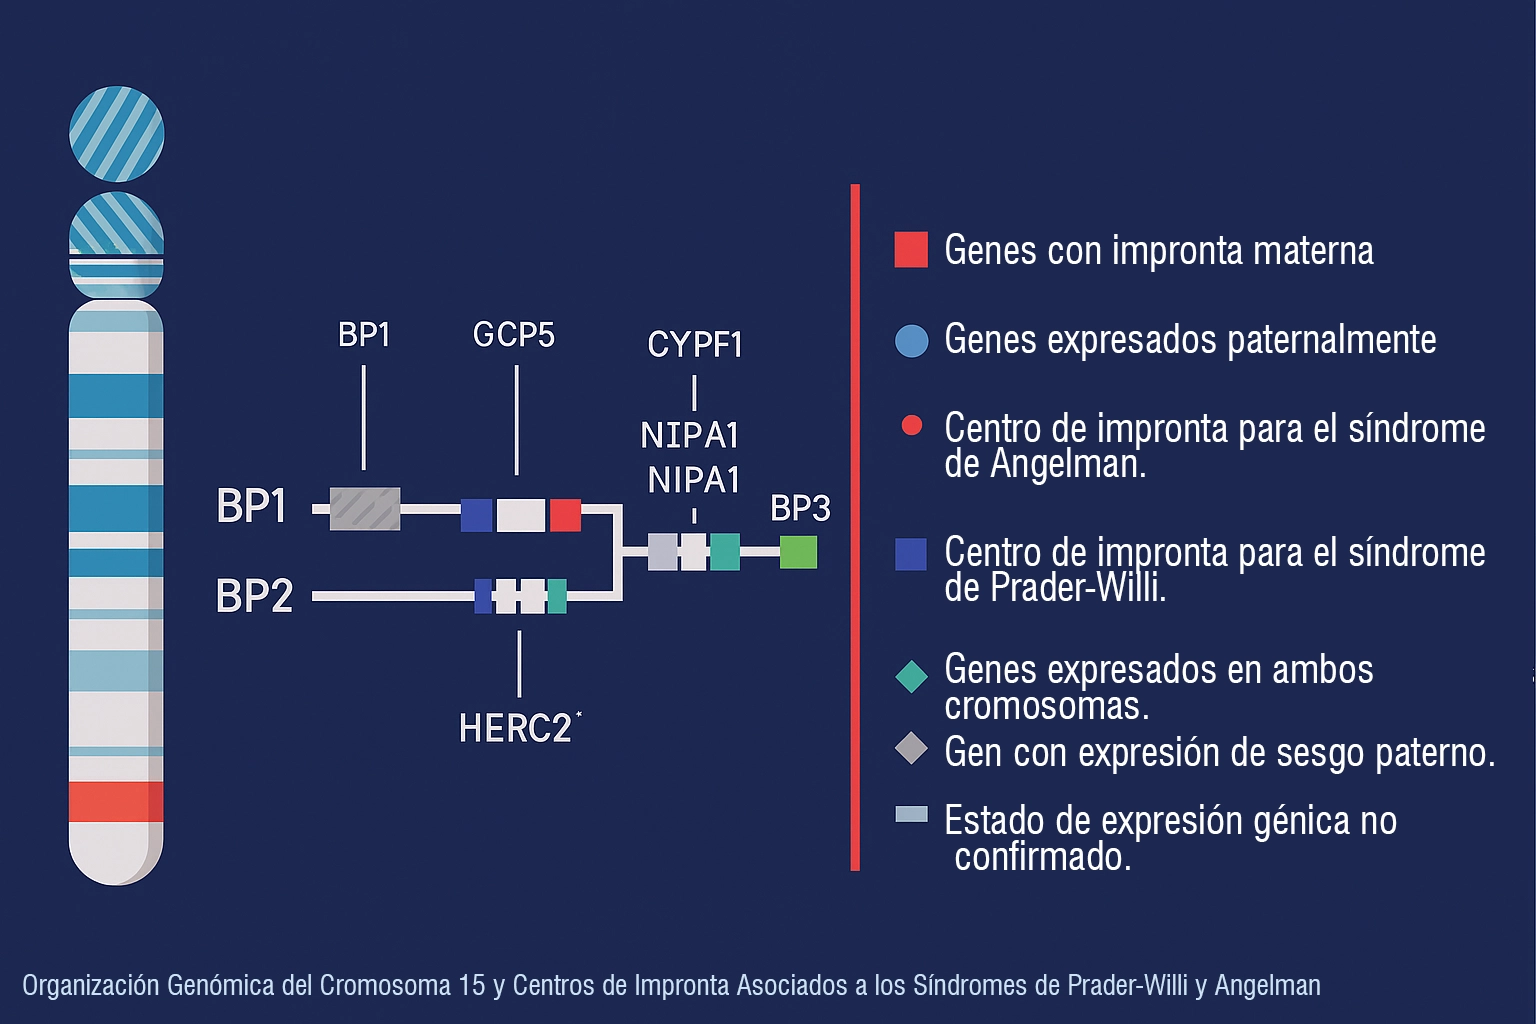 BP1
GCP5
CYPF1
NIPA1
NIPA1
BP3
BP1
BP2
HERC2*
Genes con impronta materna
Genes expresados paternalmente
Centro de impronta para el síndrome
de Angelman.
Centro de impronta para el síndrome
de Prader-Willi.
Genes expresados en ambos
cromosomas.
Gen con expresión de sesgo paterno.
Estado de expresión génica no
confirmado.
Organización Genómica del Cromosoma 15 y Centros de Impronta Asociados a los Síndromes de Prader-Willi y Angelman